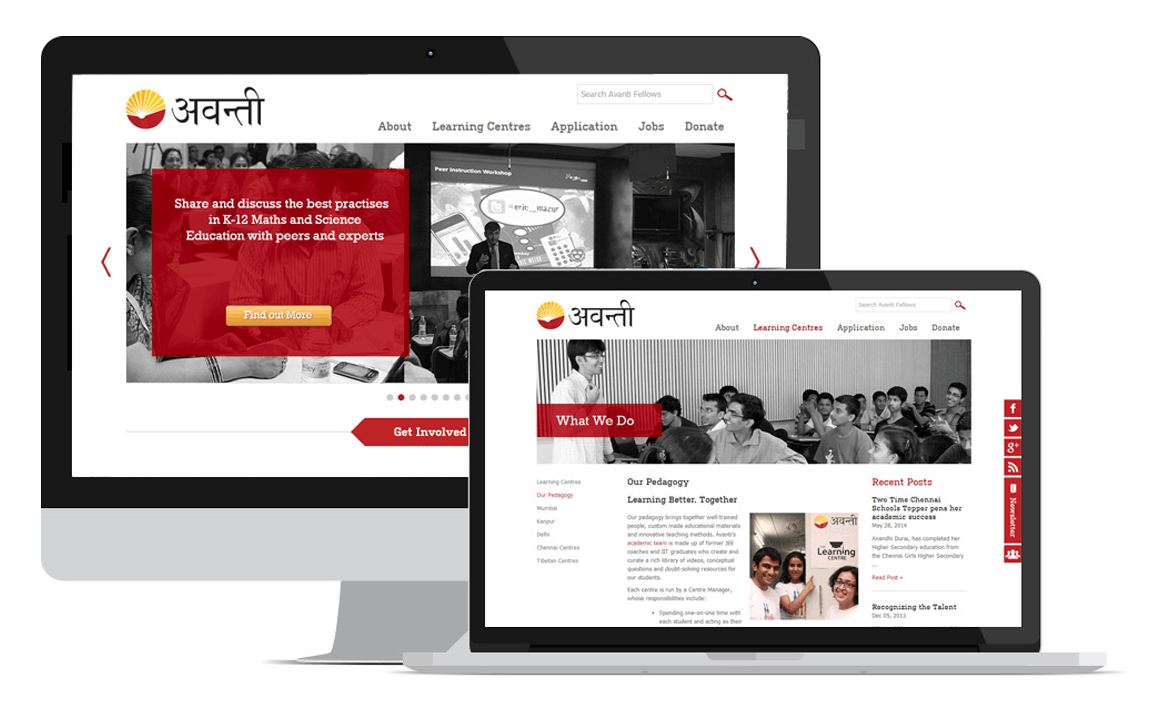 अवन्ती
Search Avanti Fellows
About Learning Centres Application Jobs Donate
Share and discuss the best practises
in K-12 Maths and Science
Education with peers and experts
Find out More
Peer Instruction Workshop
eric_mazur
Get Involved
अवन्ती
Search Avanti Fellows
About Learning Centres Application Jobs Donate
What We Do
Learning Centres
Our Pedagogy
Mumbai
Kanpur
Delhi
Chennai Centres
Tibetan Centres
Our Pedagogy
Learning Better. Together
Our pedagogy brings together well-trained
people, custom made educational materials
and innovative teaching methods. Avanti's
academic team is made up of former JEE
coaches and IIT graduates who create and
curate a rich library of videos, conceptual
questions and doubt-solving resources for
our students.
Each centre is run by a Centre Manager,
whose responsibilities include:
• Spending one-on-one time with
each student and acting as their
अवन्ती
Learning
CENTRE
Recent Posts
Two Time Chennai
Schools Topper pens her
academic success
May 28, 2014
Anandhi Durai, has completed her
Higher Secondary education from
the Chennai Girls Higher Secondary
...
Read Post »
Recognizing the Talent
Dec 05, 2013
f
g+
Newsletter